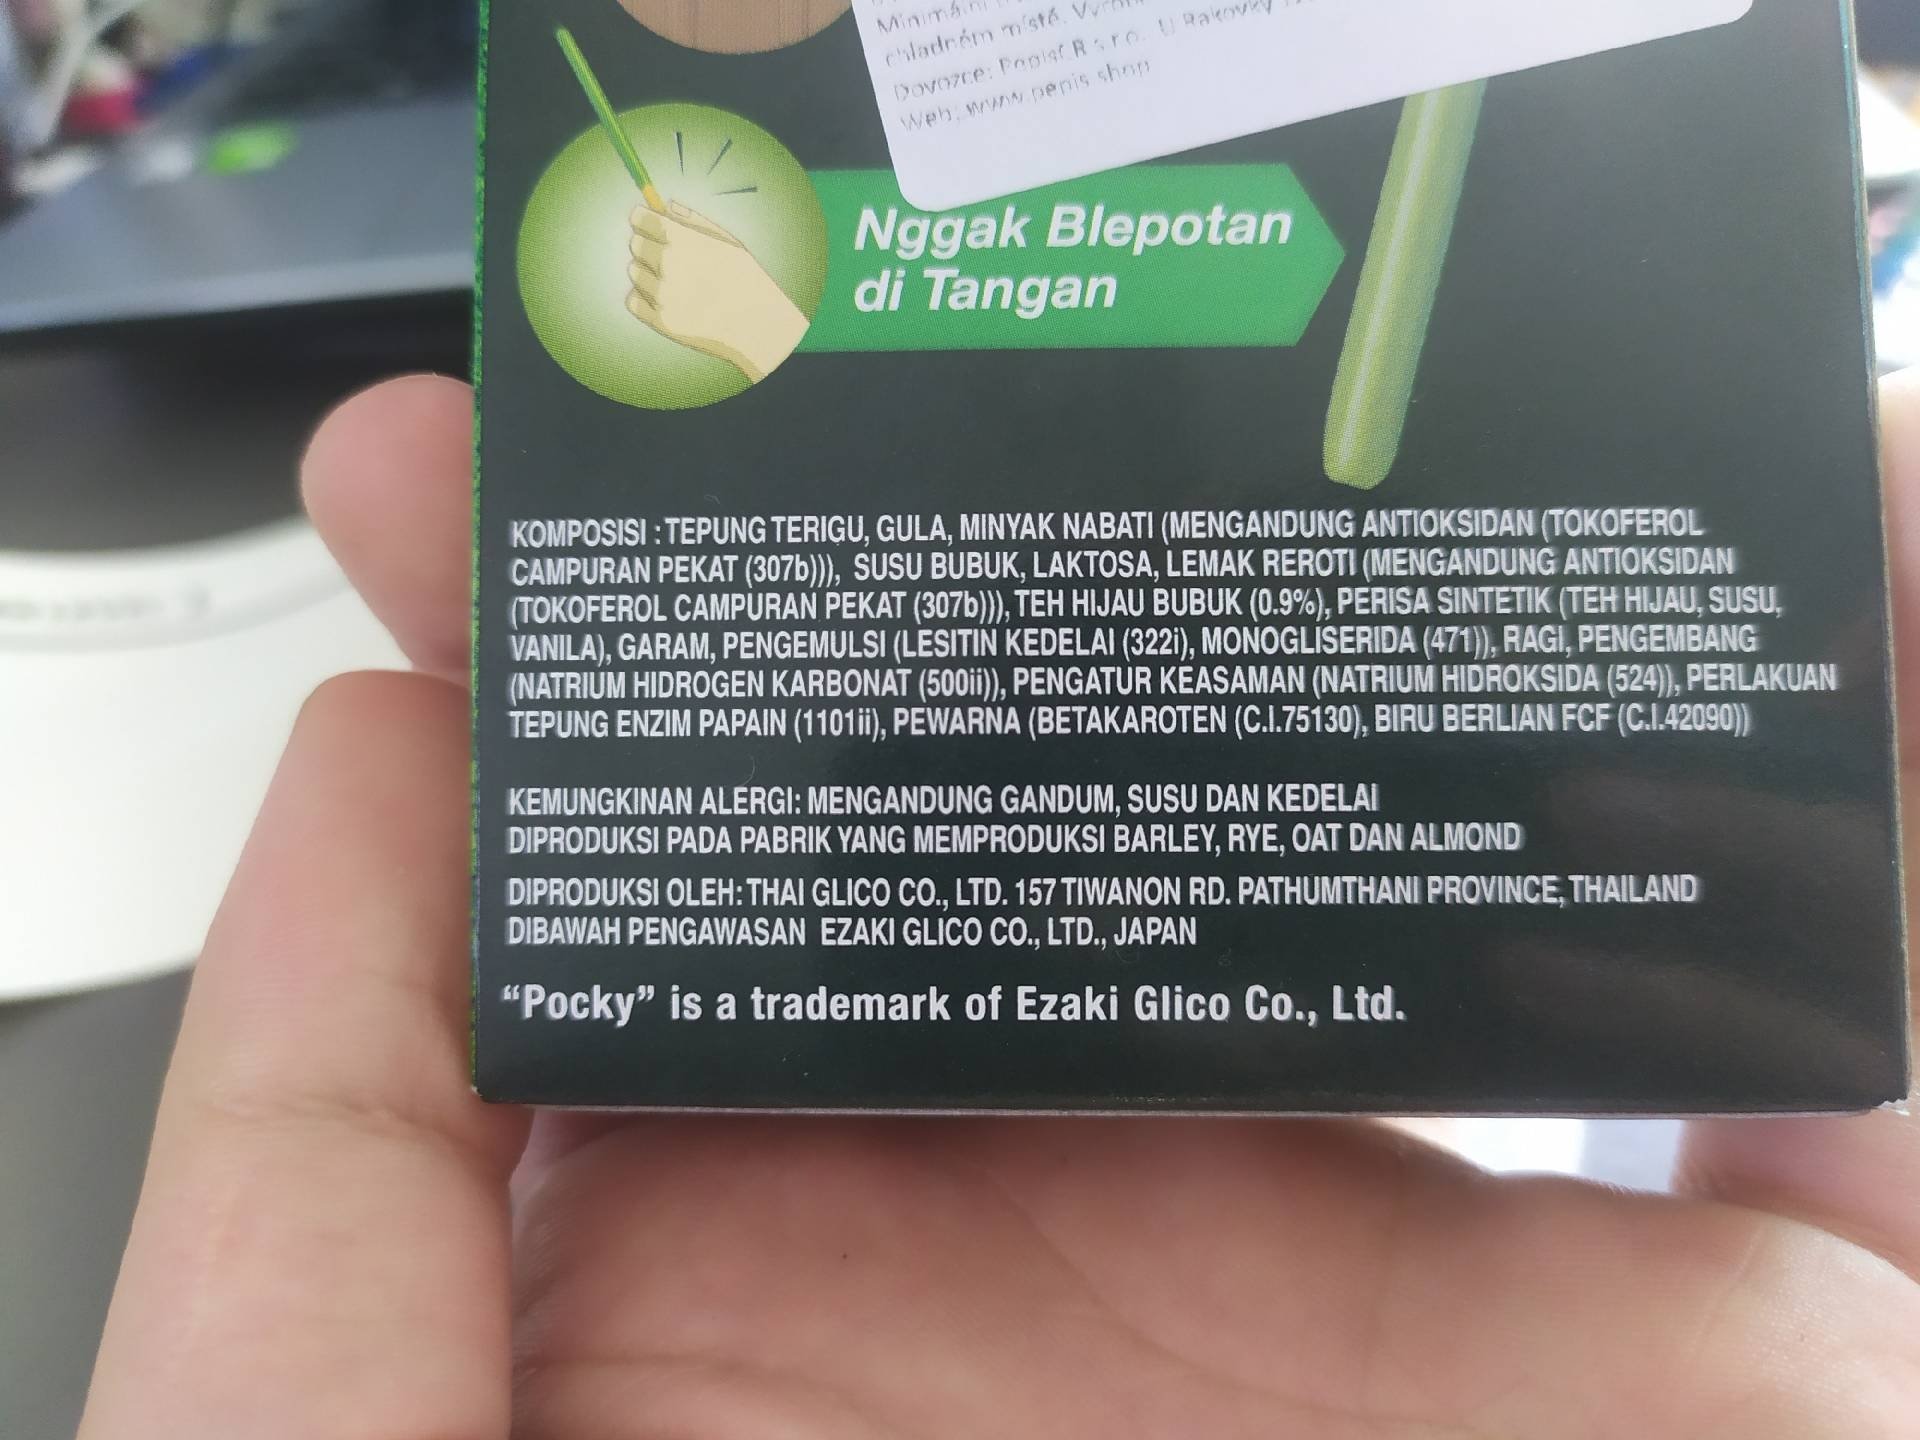 Minimální
chladném místě.
Dovozce: PepisCR s.r.o. U Rakovky
Web: www.pepis.shop
Nggak Blepotan
di Tangan
KOMPOSISI : TEPUNG TERIGU, GULA, MINYAK NABATI (MENGANDUNG ANTIOKSIDAN (TOKOFEROL
CAMPURAN PEKAT (307b))), SUSU BUBUK, LAKTOSA, LEMAK REROTI (MENGANDUNG ANTIOKSIDAN
(TOKOFEROL CAMPURAN PEKAT (307b))), TEH HIJAU BUBUK (0.9%), PERISA SINTETIK (TEH HIJAU, SUSU,
VANILA), GARAM, PENGEMULSI (LESITIN KEDELAI (322i), MONOGLISERIDA (471)), RAGI, PENGEMBANG
(NATRIUM HIDROGEN KARBONAT (500ii)), PENGATUR KEASAMAN (NATRIUM HIDROKSIDA (524)), PERLAKUAN
TEPUNG ENZIM PAPAIN (1101ii), PEWARNA (BETAKAROTEN (C.I.75130), BIRU BERLIAN FCF (C.I.42090))
KEMUNGKINAN ALERGI: MENGANDUNG GANDUM, SUSU DAN KEDELAI
DIPRODUKSI PADA PABRIK YANG MEMPRODUKSI BARLEY, RYE, OAT DAN ALMOND
DIPRODUKSI OLEH: THAI GLICO CO., LTD. 157 TIWANON RD. PATHUMTHANI PROVINCE, THAILAND
DIBAWAH PENGAWASAN EZAKI GLICO CO., LTD., JAPAN
“Pocky” is a trademark of Ezaki Glico Co., Ltd.